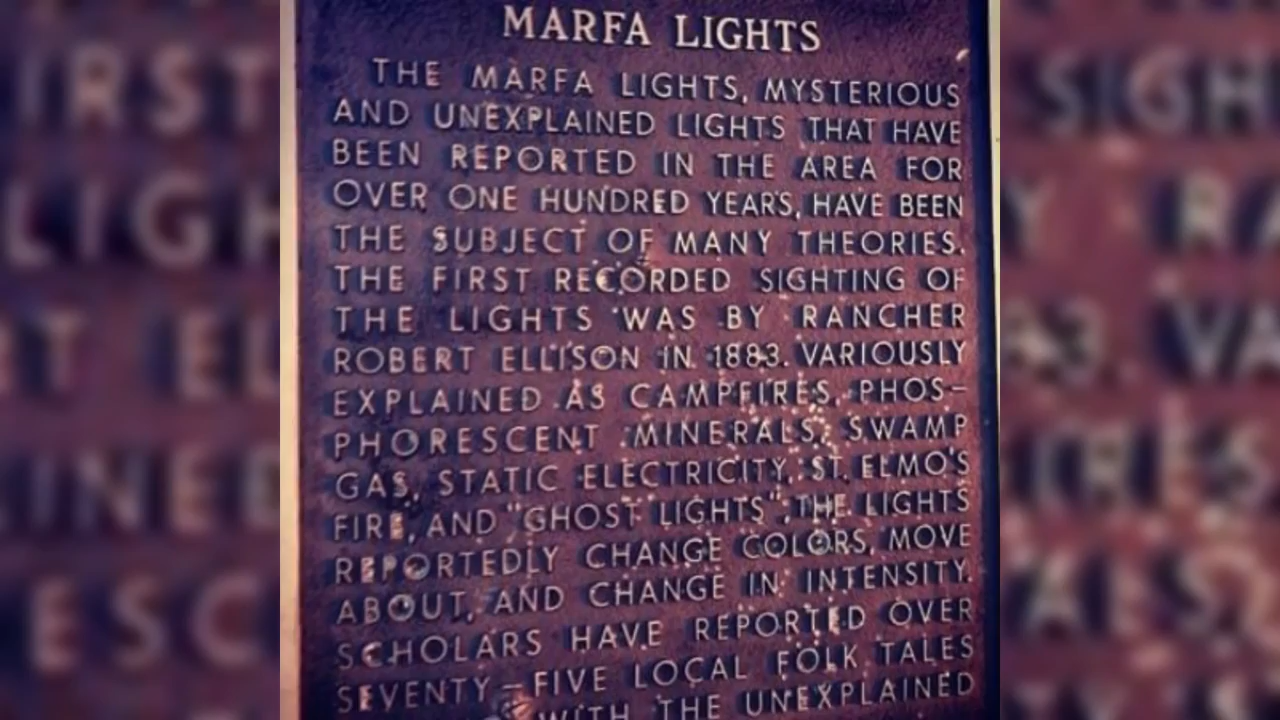 MARFA LIGHTS
THE MARFA LIGHTS, MYSTERIOUS
AND UNEXPLAINED LIGHTS THAT HAVE
BEEN REPORTED IN THE AREA FOR
OVER ONE HUNDRED YEARS, HAVE BEEN
THE SUBJECT OF MANY THEORIES.
THE FIRST RECORDED SIGHTING OF
THE LIGHTS WAS BY RANCHER
ROBERT ELLISON IN 1883. VARIOUSLY
EXPLAINED AS CAMPFIRES, PHOS-
PHORESCENT MINERALS, SWAMP
GAS, STATIC ELECTRICITY, ST. ELMO'S
FIRE, AND "GHOST LIGHTS", THE LIGHTS
REPORTEDLY CHANGE COLORS, MOVE
ABOUT, AND CHANGE IN INTENSITY.
SCHOLARS HAVE REPORTED OVER
SEVENTY-FIVE LOCAL FOLK TALES
WITH THE UNEXPLAINED